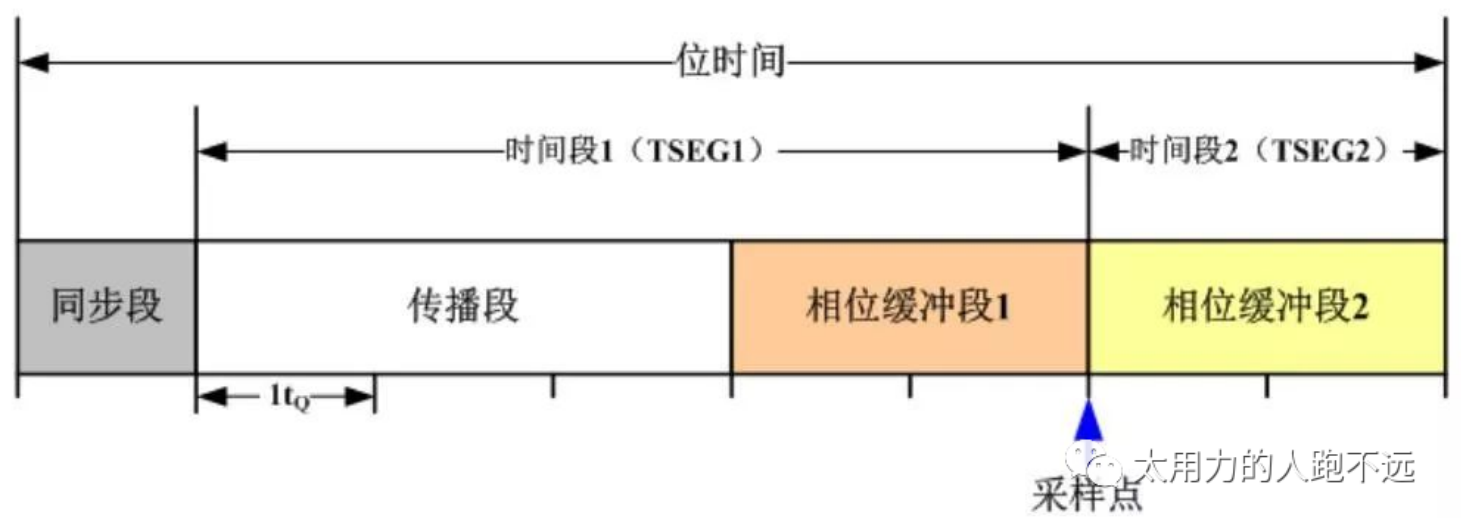 位时间
时间段1（TSEG1）
时间段2（TSEG2）
同步段
传播段
相位缓冲段1
相位缓冲段2
1tQ
采样点
太用力的人跑不远